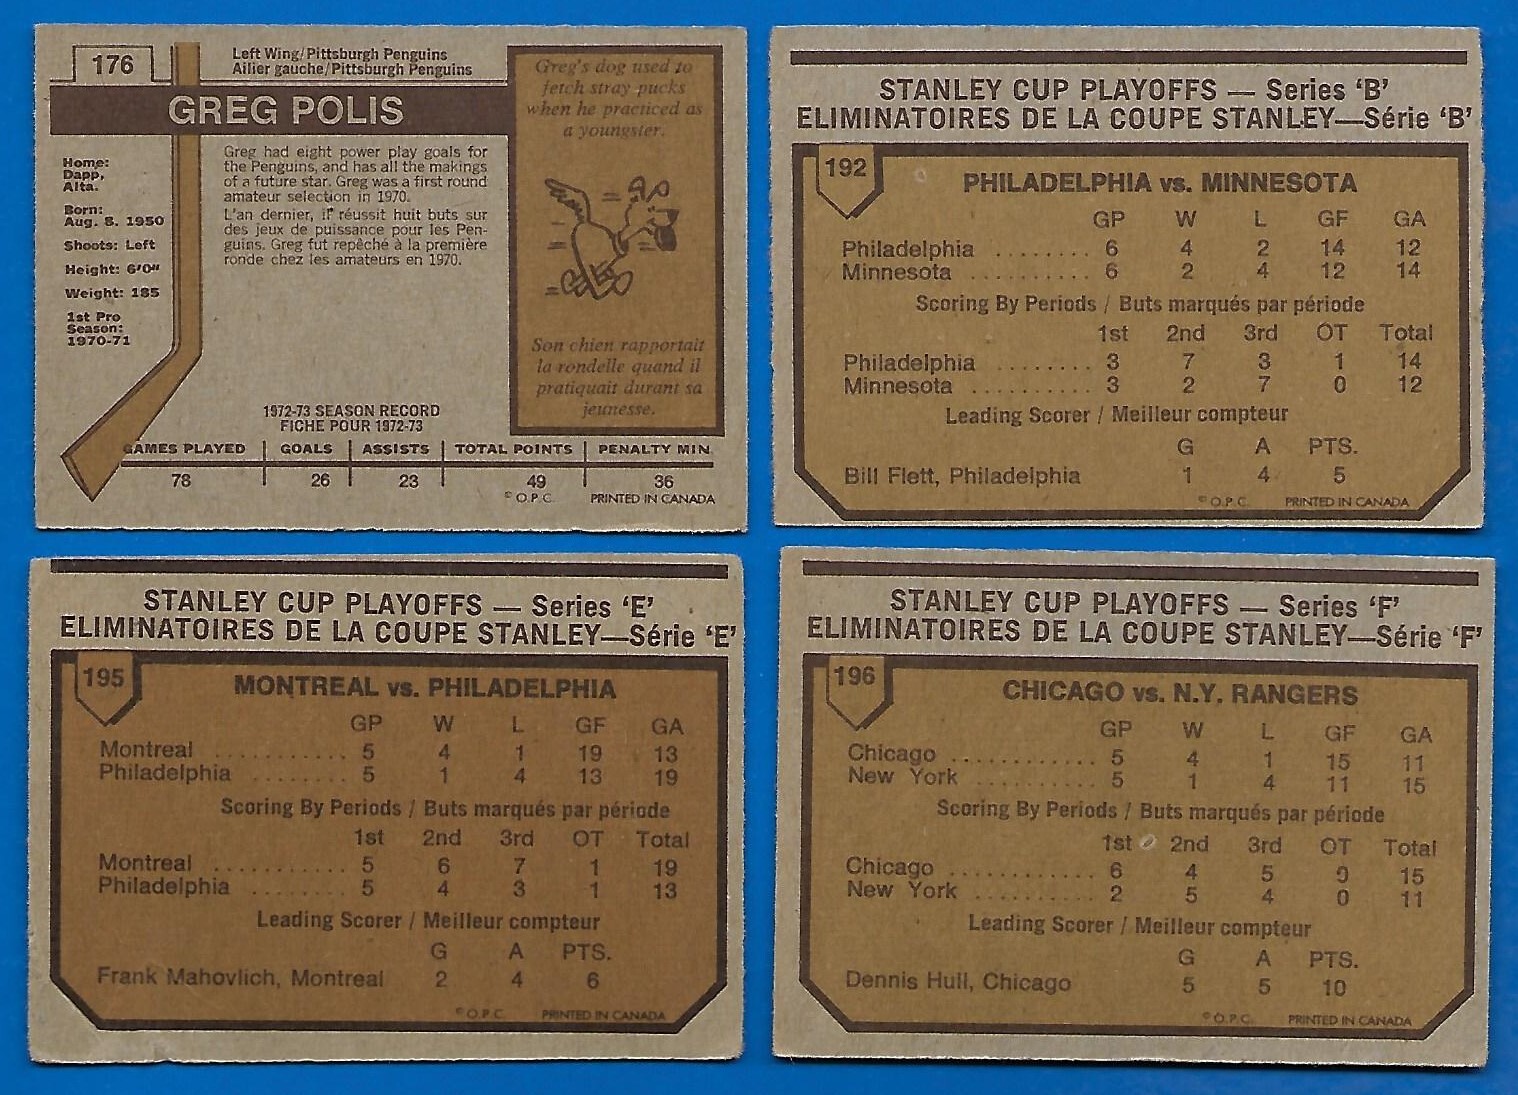 176
Left Wing/Pittsburgh Penguins
Ailier gauche/Pittsburgh Penguins
GREG POLIS
Home:
Dapp,
Alta.
Born:
Aug. 8. 1950
Shoots: Left
Height: 6'0"
Weight: 185
1st Pro
Season:
1970-71
Greg had eight power play goals for
the Penguins, and has all the makings
of a future star. Greg was a first round
amateur selection in 1970.
L'an dernier, il réussit huit buts sur
des jeux de puissance pour les Pen-
guins. Greg fut repêché à la première
ronde chez les amateurs en 1970.
Greg's dog used to
fetch stray pucks
when he practiced as
a youngster.
Son chien rapportait
la rondelle quand il
pratiquait durant sa
jeunesse.
1972-73 SEASON RECORD
FICHE POUR 1972-73
GAMES PLAYED GOALS ASSISTS TOTAL POINTS PENALTY MIN.
78 26 23 49 36
© O.P.C. PRINTED IN CANADA
STANLEY CUP PLAYOFFS — Series 'B'
ELIMINATOIRES DE LA COUPE STANLEY—Série 'B'
192
PHILADELPHIA vs. MINNESOTA
GP W L GF GA
Philadelphia ........ 6 4 2 14 12
Minnesota .......... 6 2 4 12 14
Scoring By Periods / Buts marqués par période
1st 2nd 3rd OT Total
Philadelphia ........ 3 7 3 1 14
Minnesota .......... 3 2 7 0 12
Leading Scorer / Meilleur compteur
G A PTS.
Bill Flett, Philadelphia 1 4 5
© O.P.C. PRINTED IN CANADA
STANLEY CUP PLAYOFFS — Series 'E'
ELIMINATOIRES DE LA COUPE STANLEY—Série 'E'
195
MONTREAL vs. PHILADELPHIA
GP W L GF GA
Montreal ........... 5 4 1 19 13
Philadelphia ........ 5 1 4 13 19
Scoring By Periods / Buts marqués par période
1st 2nd 3rd OT Total
Montreal ........... 5 6 7 1 19
Philadelphia ........ 5 4 3 1 13
Leading Scorer / Meilleur compteur
G A PTS.
Frank Mahovlich, Montreal 2 4 6
© O.P.C. PRINTED IN CANADA
STANLEY CUP PLAYOFFS — Series 'F'
ELIMINATOIRES DE LA COUPE STANLEY—Série 'F'
196
CHICAGO vs. N.Y. RANGERS
GP W L GF GA
Chicago ............ 5 4 1 15 11
New York .......... 5 1 4 11 15
Scoring By Periods / Buts marqués par période
1st 2nd 3rd OT Total
Chicago ............ 6 4 5 0 15
New York .......... 2 5 4 0 11
Leading Scorer / Meilleur compteur
G A PTS.
Dennis Hull, Chicago 5 5 10
© O.P.C. PRINTED IN CANADA